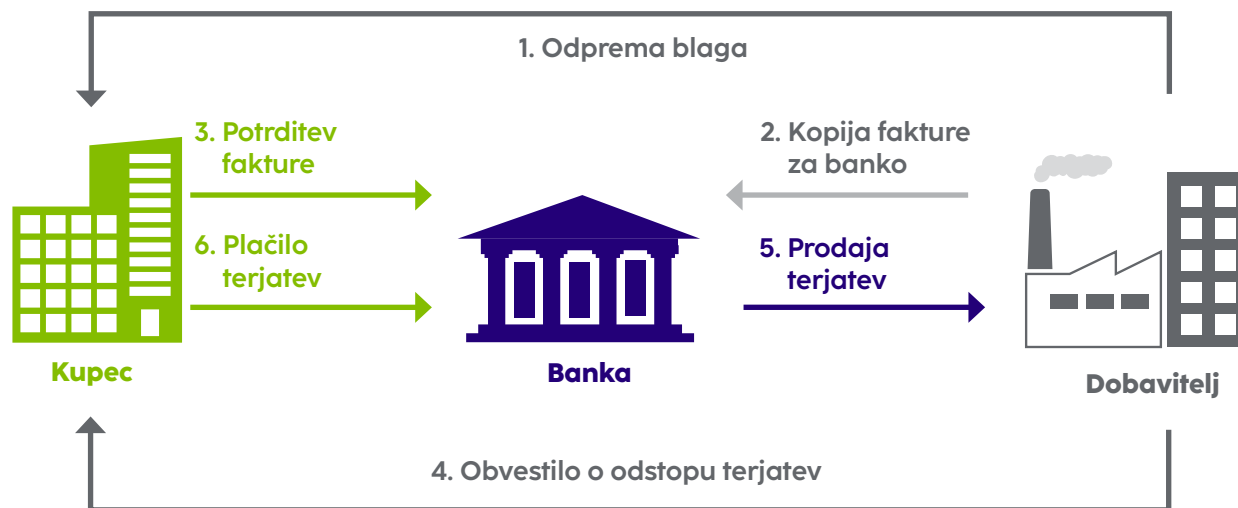 1. Odprema blaga
3. Potrditev
fakture
2. Kopija fakture
za banko
6. Plačilo
terjatev
5. Prodaja
terjatev
Kupec
Banka
Dobavitelj
4. Obvestilo o odstopu terjatev